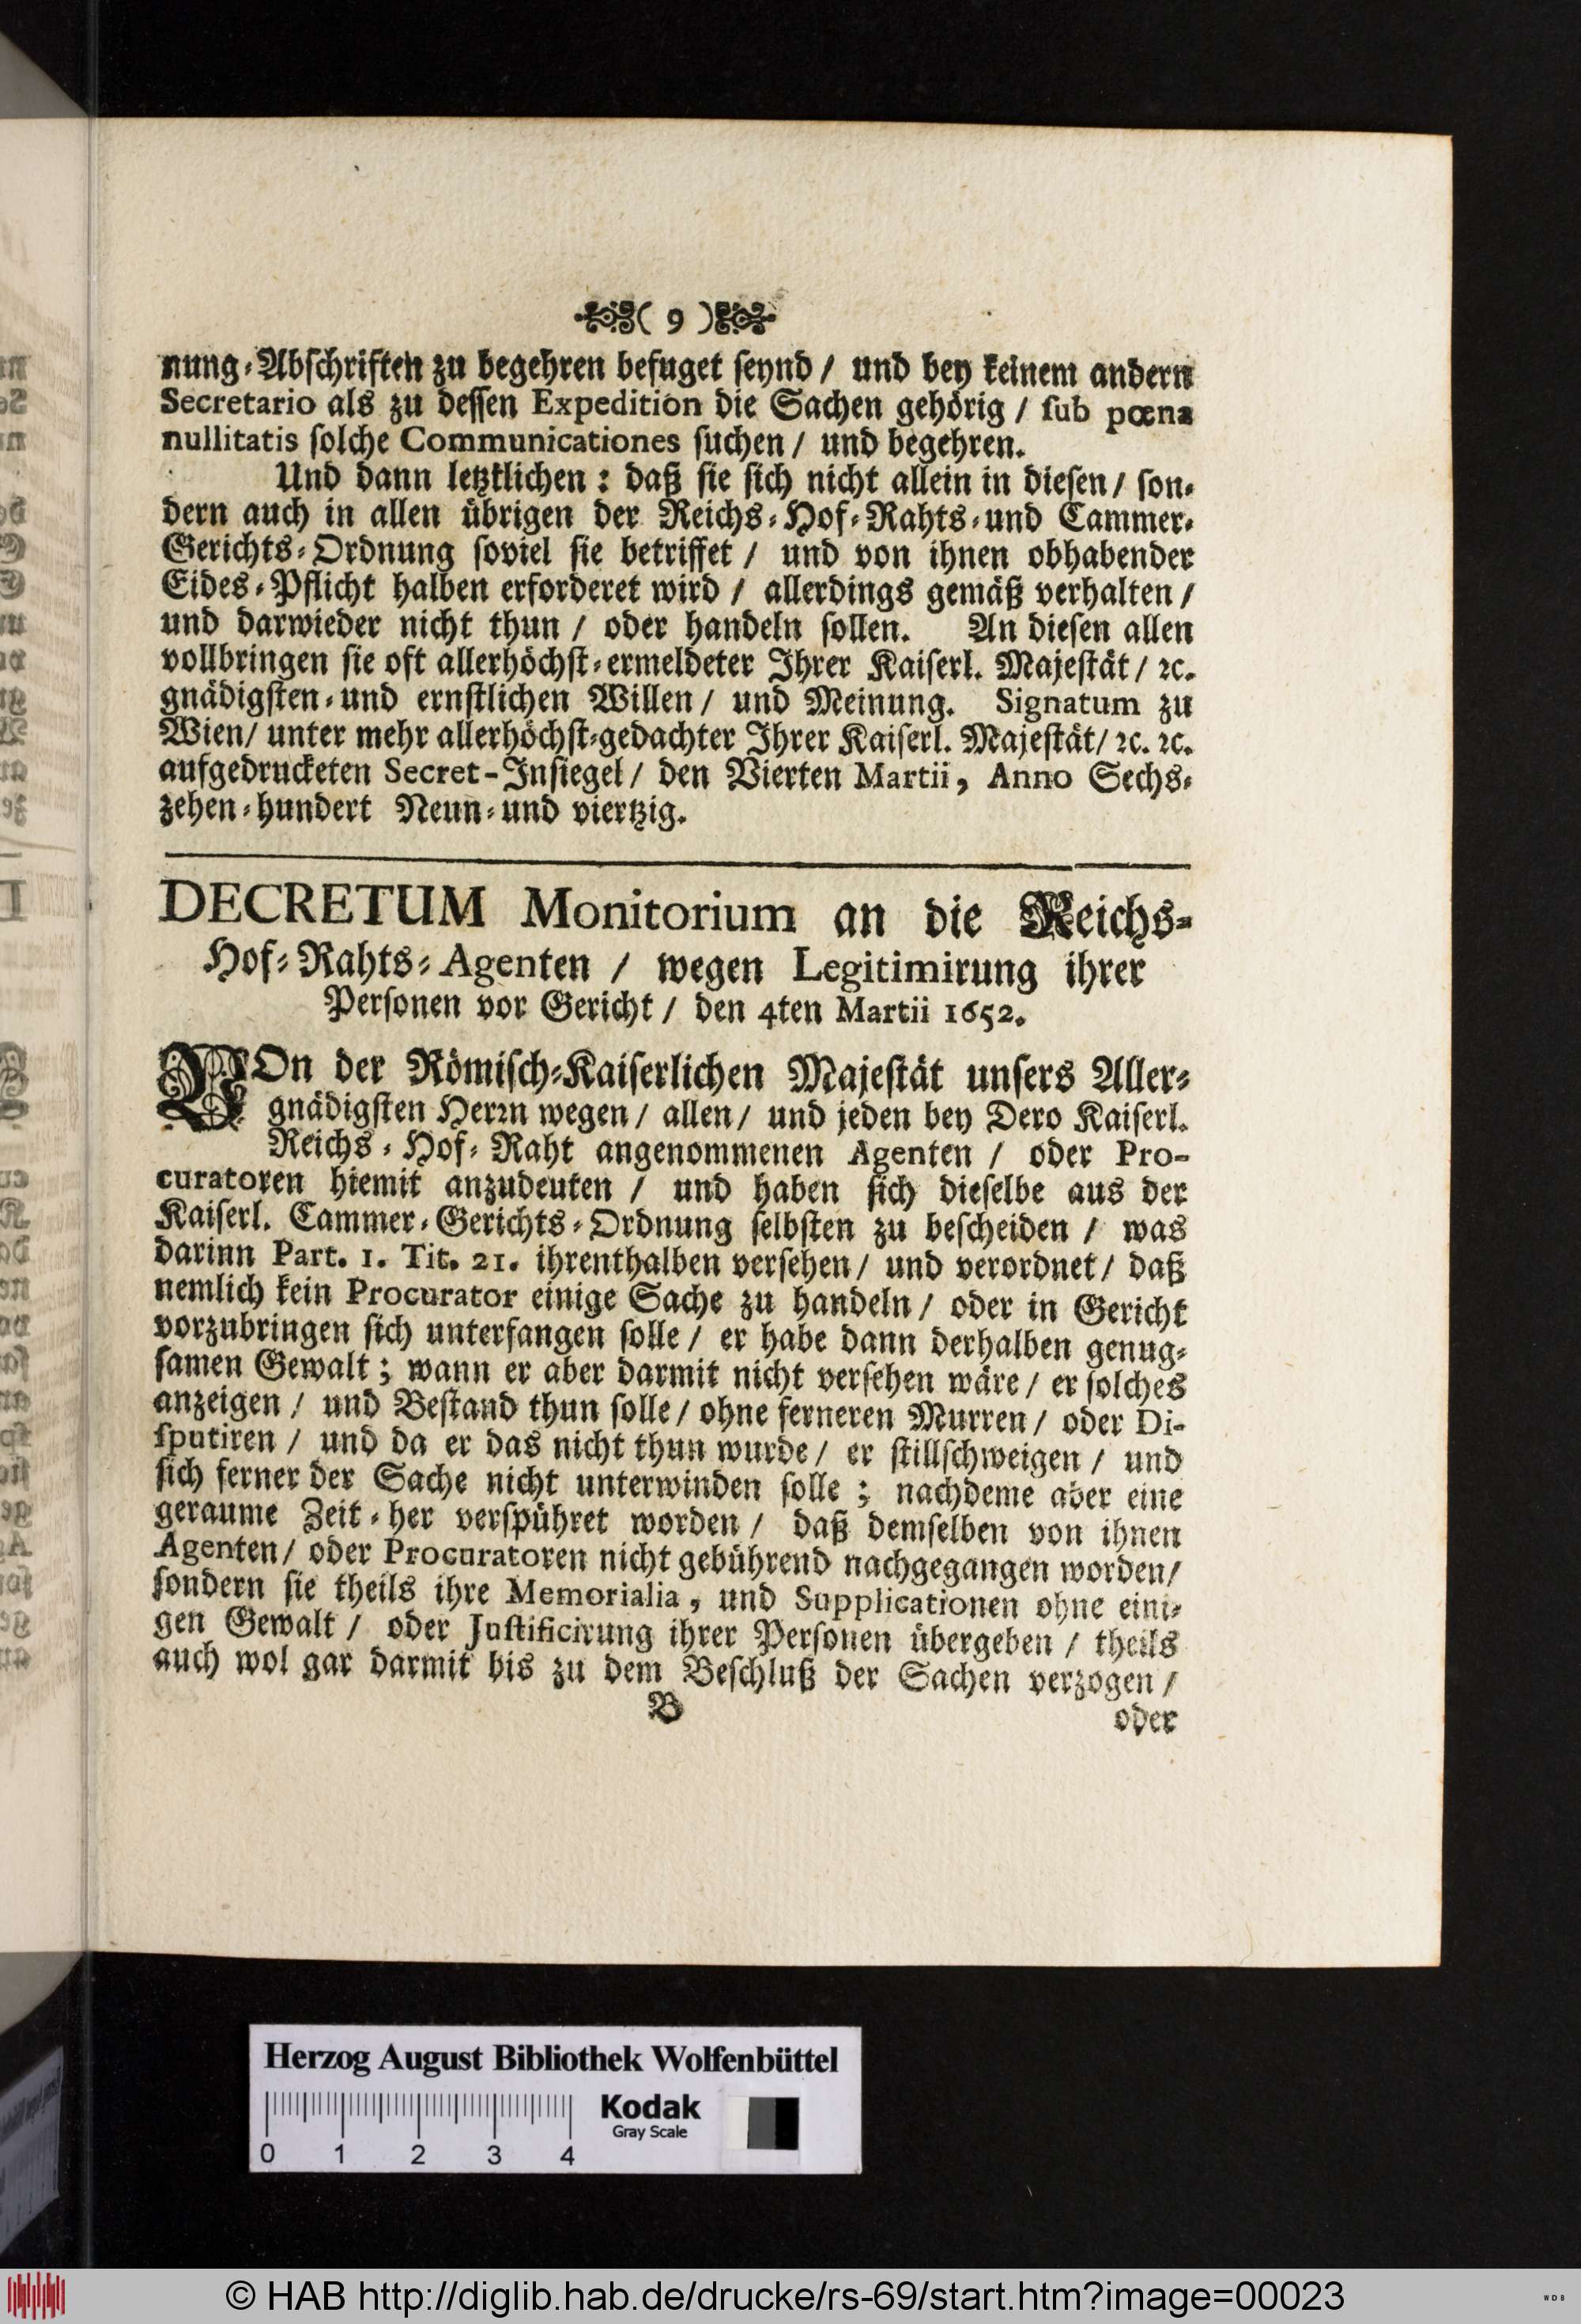 ( 9 )
nung-Abschriften zu begehren befuget seynd / und bey keinem andern
Secretario als zu dessen Expedition die Sachen gehörig / sub pœna
nullitatis solche Communicationes suchen / und begehren.
Und dann letztlichen : daß sie sich nicht allein in diesen / son-
dern auch in allen übrigen der Reichs-Hof-Rahts-und Cammer-
Gerichts-Ordnung soviel sie betriffet / und von ihnen obhabender
Eides-Pflicht halben erforderet wird / allerdings gemäß verhalten /
und darwieder nicht thun / oder handeln sollen. An diesen allen
vollbringen sie oft allerhöchst-ermeldeter Ihrer Kaiserl. Majestät / ꝛc.
gnädigsten-und ernstlichen Willen / und Meinung. Signatum zu
Wien / unter mehr allerhöchst-gedachter Ihrer Kaiserl. Majestät / ꝛc. ꝛc.
aufgedrucketen Secret-Insiegel / den Vierten Martii, Anno Sechs-
zehen-hundert Neun-und viertzig.
DECRETUM Monitorium an die Reichs-
Hof-Rahts-Agenten / wegen Legitimirung ihrer
Personen vor Gericht / den 4ten Martii 1652.
VOn der Römisch-Kaiserlichen Majestät unsers Aller-
gnädigsten Herꝛn wegen / allen / und jeden bey Dero Kaiserl.
Reichs-Hof-Raht angenommenen Agenten / oder Pro-
curatoren hiemit anzudeuten / und haben sich dieselbe aus der
Kaiserl. Cammer-Gerichts-Ordnung selbsten zu bescheiden / was
darinn Part. 1. Tit. 21. ihrenthalben versehen / und verordnet / daß
nemlich kein Procurator einige Sache zu handeln / oder in Gericht
vorzubringen sich unterfangen solle / er habe dann derhalben genug-
samen Gewalt ; wann er aber darmit nicht versehen wäre / er solches
anzeigen / und Bestand thun solle / ohne ferneren Murren / oder Di-
sputiren / und da er das nicht thun wurde / er stillschweigen / und
sich ferner der Sache nicht unterwinden solle ; nachdeme aber eine
geraume Zeit-her verspühret worden / daß demselben von ihnen
Agenten / oder Procuratoren nicht gebührend nachgegangen worden /
sondern sie theils ihre Memorialia, und Supplicationen ohne eini-
gen Gewalt / oder Justificirung ihrer Personen übergeben / theils
auch wol gar darmit bis zu dem Beschluß der Sachen verzogen /
B
oder
Herzog August Bibliothek Wolfenbüttel
Kodak
Gray Scale
0 1 2 3 4
© HAB http://diglib.hab.de/drucke/rs-69/start.htm?image=00023
WDB